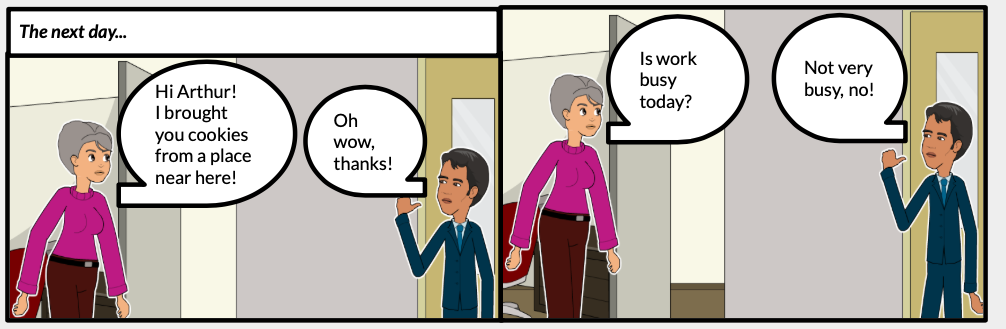 The next day...
Hi Arthur!
I brought
you cookies
from a place
near here!
Oh
wow,
thanks!
Is work
busy
today?
Not very
busy, no!